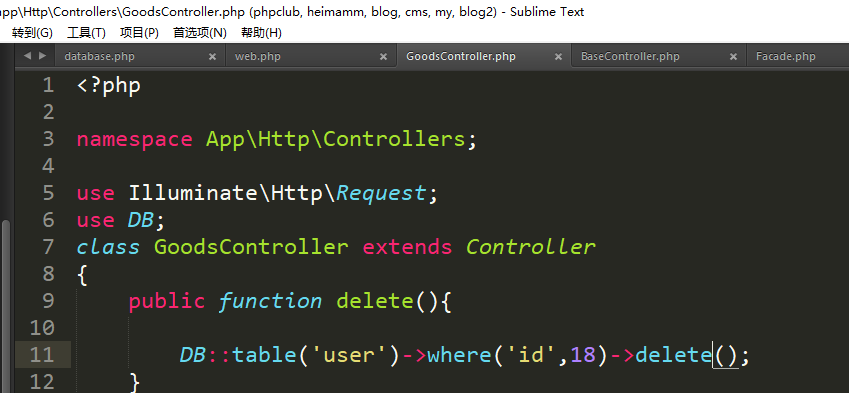 app\Http\Controllers\GoodsController.php (phpclub, heimamm, blog, cms, my, blog2) - Sublime Text
转到(G) 工具(T) 项目(P) 首选项(N) 帮助(H)
database.php × web.php × GoodsController.php × BaseController.php × Facade.php
1 <?php
2
3 namespace App\Http\Controllers;
4
5 use Illuminate\Http\Request;
6 use DB;
7 class GoodsController extends Controller
8 {
9 public function delete(){
10
11 DB::table('user')->where('id',18)->delete();
12 }